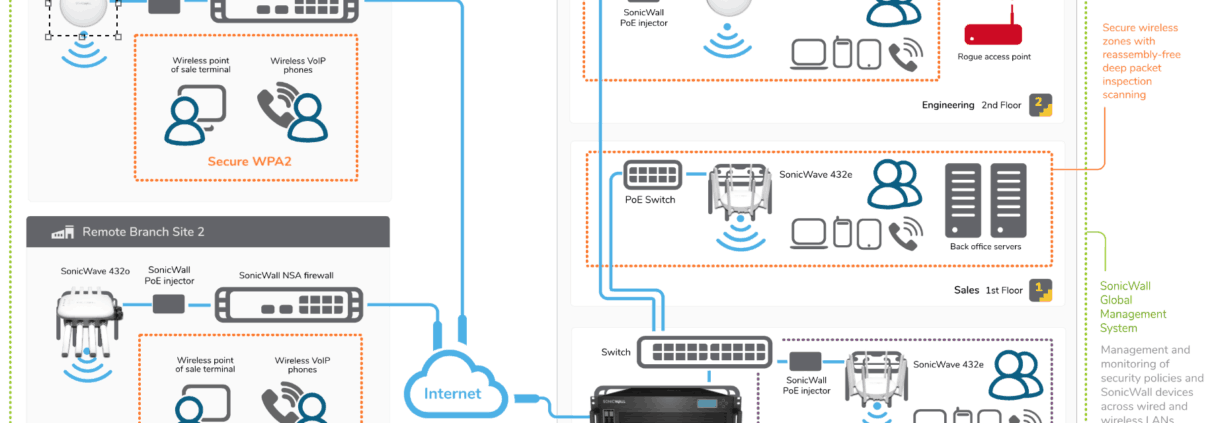 Wireless point
of sale terminal
Wireless VoIP
phones
Secure WPA2
Remote Branch Site 2
SonicWave 432o
SonicWall
PoE injector
SonicWall NSA firewall
Wireless point
of sale terminal
Wireless VoIP
phones
Internet
SonicWall
PoE injector
Rogue access point
Engineering 2nd Floor 2
PoE Switch
SonicWave 432e
Back office servers
Sales 1st Floor 1
Switch
SonicWall
PoE injector
SonicWave 432e
Secure wireless
zones with
reassembly-free
deep packet
inspection
scanning
SonicWall
Global
Management
System
Management and
monitoring of
security policies and
SonicWall devices
across wired and
wireless LANs